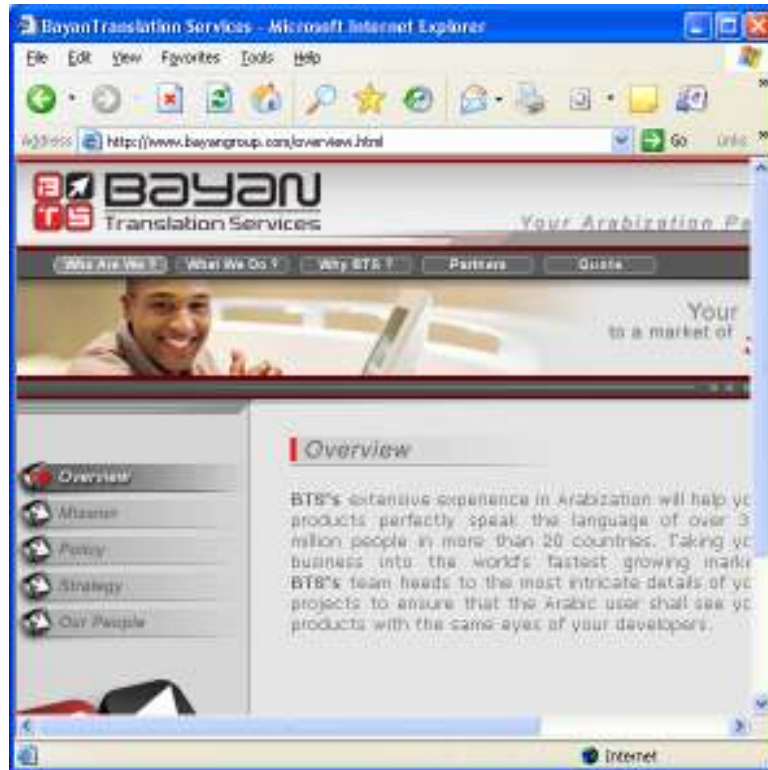 BayanTranslation Services - Microsoft Internet Explorer
File Edit View Favorites Tools Help
Address http://www.bayangroup.com/overview.html Go Links
BTS BAYAN
Translation Services
Your Arabization Pa
Who Are We ? What We Do ? Why BTS ? Partners Quote
Your
to a market of
Overview
Overview
Mission
Policy
Strategy
Our People
BTS"s extensive experience in Arabization will help yo
products perfectly speak the language of over 3
million people in more than 20 countries. Taking yo
business into the world's fastest growing marke
BTS"s team heeds to the most intricate details of yo
projects to ensure that the Arabic user shall see yo
products with the same eyes of your developers.
Internet